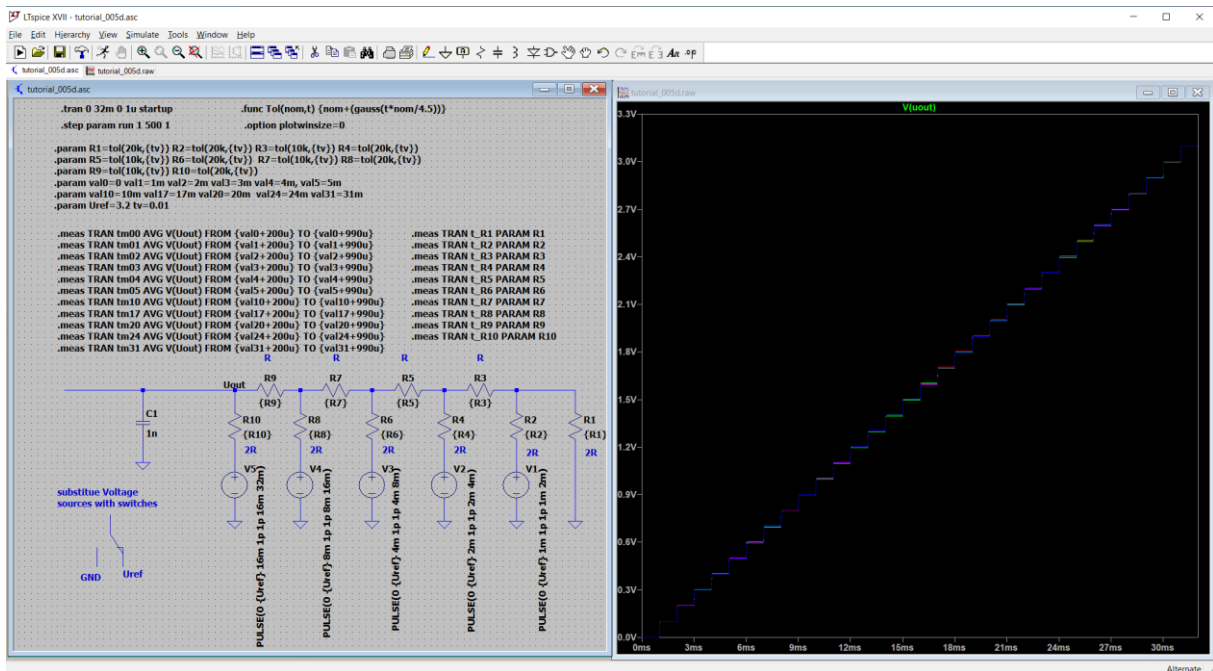 LTspice XVII - tutorial_005d.asc
File Edit Hierarchy View Simulate Tools Window Help
tutorial_005d.asc tutorial_005d.raw
tutorial_005d.asc
.tran 0 32m 0 1u startup .func Tol(nom,t) {nom+(gauss(t*nom/4.5))}
.step param run 1 500 1 .option plotwinsize=0
.param R1=tol(20k,{tv}) R2=tol(20k,{tv}) R3=tol(10k,{tv}) R4=tol(20k,{tv})
.param R5=tol(10k,{tv}) R6=tol(20k,{tv}) R7=tol(10k,{tv}) R8=tol(20k,{tv})
.param R9=tol(10k,{tv}) R10=tol(20k,{tv})
.param val0=0 val1=1m val2=2m val3=3m val4=4m, val5=5m
.param val10=10m val17=17m val20=20m val24=24m val31=31m
.param Uref=3.2 tv=0.01
.meas TRAN tm00 AVG V(Uout) FROM {val0+200u} TO {val0+990u} .meas TRAN t_R1 PARAM R1
.meas TRAN tm01 AVG V(Uout) FROM {val1+200u} TO {val1+990u} .meas TRAN t_R2 PARAM R2
.meas TRAN tm02 AVG V(Uout) FROM {val2+200u} TO {val2+990u} .meas TRAN t_R3 PARAM R3
.meas TRAN tm03 AVG V(Uout) FROM {val3+200u} TO {val3+990u} .meas TRAN t_R4 PARAM R4
.meas TRAN tm04 AVG V(Uout) FROM {val4+200u} TO {val4+990u} .meas TRAN t_R5 PARAM R5
.meas TRAN tm05 AVG V(Uout) FROM {val5+200u} TO {val5+990u} .meas TRAN t_R6 PARAM R6
.meas TRAN tm10 AVG V(Uout) FROM {val10+200u} TO {val10+990u} .meas TRAN t_R7 PARAM R7
.meas TRAN tm17 AVG V(Uout) FROM {val17+200u} TO {val17+990u} .meas TRAN t_R8 PARAM R8
.meas TRAN tm20 AVG V(Uout) FROM {val20+200u} TO {val20+990u} .meas TRAN t_R9 PARAM R9
.meas TRAN tm24 AVG V(Uout) FROM {val24+200u} TO {val24+990u} .meas TRAN t_R10 PARAM R10
.meas TRAN tm31 AVG V(Uout) FROM {val31+200u} TO {val31+990u}
R R R R
Uout R9 R7 R5 R3
{R9} {R7} {R5} {R3}
C1 R10 R8 R6 R4 R2 R1
1n {R10} {R8} {R6} {R4} {R2} {R1}
2R 2R 2R 2R 2R 2R
V5 V4 V3 V2 V1
PULSE(0 {Uref} 16m 1p 1p 16m 32m)
PULSE(0 {Uref} 8m 1p 1p 8m 16m)
PULSE(0 {Uref} 4m 1p 1p 4m 8m)
PULSE(0 {Uref} 2m 1p 1p 2m 4m)
PULSE(0 {Uref} 1m 1p 1p 1m 2m)
substitue Voltage
sources with switches
GND Uref
tutorial_005d.raw
V(uout)
3.3V
3.0V
2.7V
2.4V
2.1V
1.8V
1.5V
1.2V
0.9V
0.6V
0.3V
0.0V
0ms 3ms 6ms 9ms 12ms 15ms 18ms 21ms 24ms 27ms 30ms
Alternate